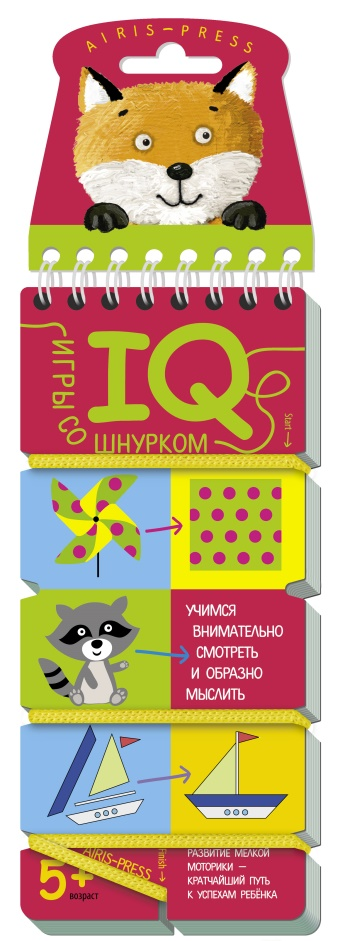 AIRIS-PRESS
ИГРЫ СО
IQ
ШНУРКОМ
Start
УЧИМСЯ
ВНИМАТЕЛЬНО
СМОТРЕТЬ
И ОБРАЗНО
МЫСЛИТЬ
AIRIS-PRESS
Finish
5+
возраст
РАЗВИТИЕ МЕЛКОЙ
МОТОРИКИ —
КРАТЧАЙШИЙ ПУТЬ
К УСПЕХАМ РЕБЁНКА